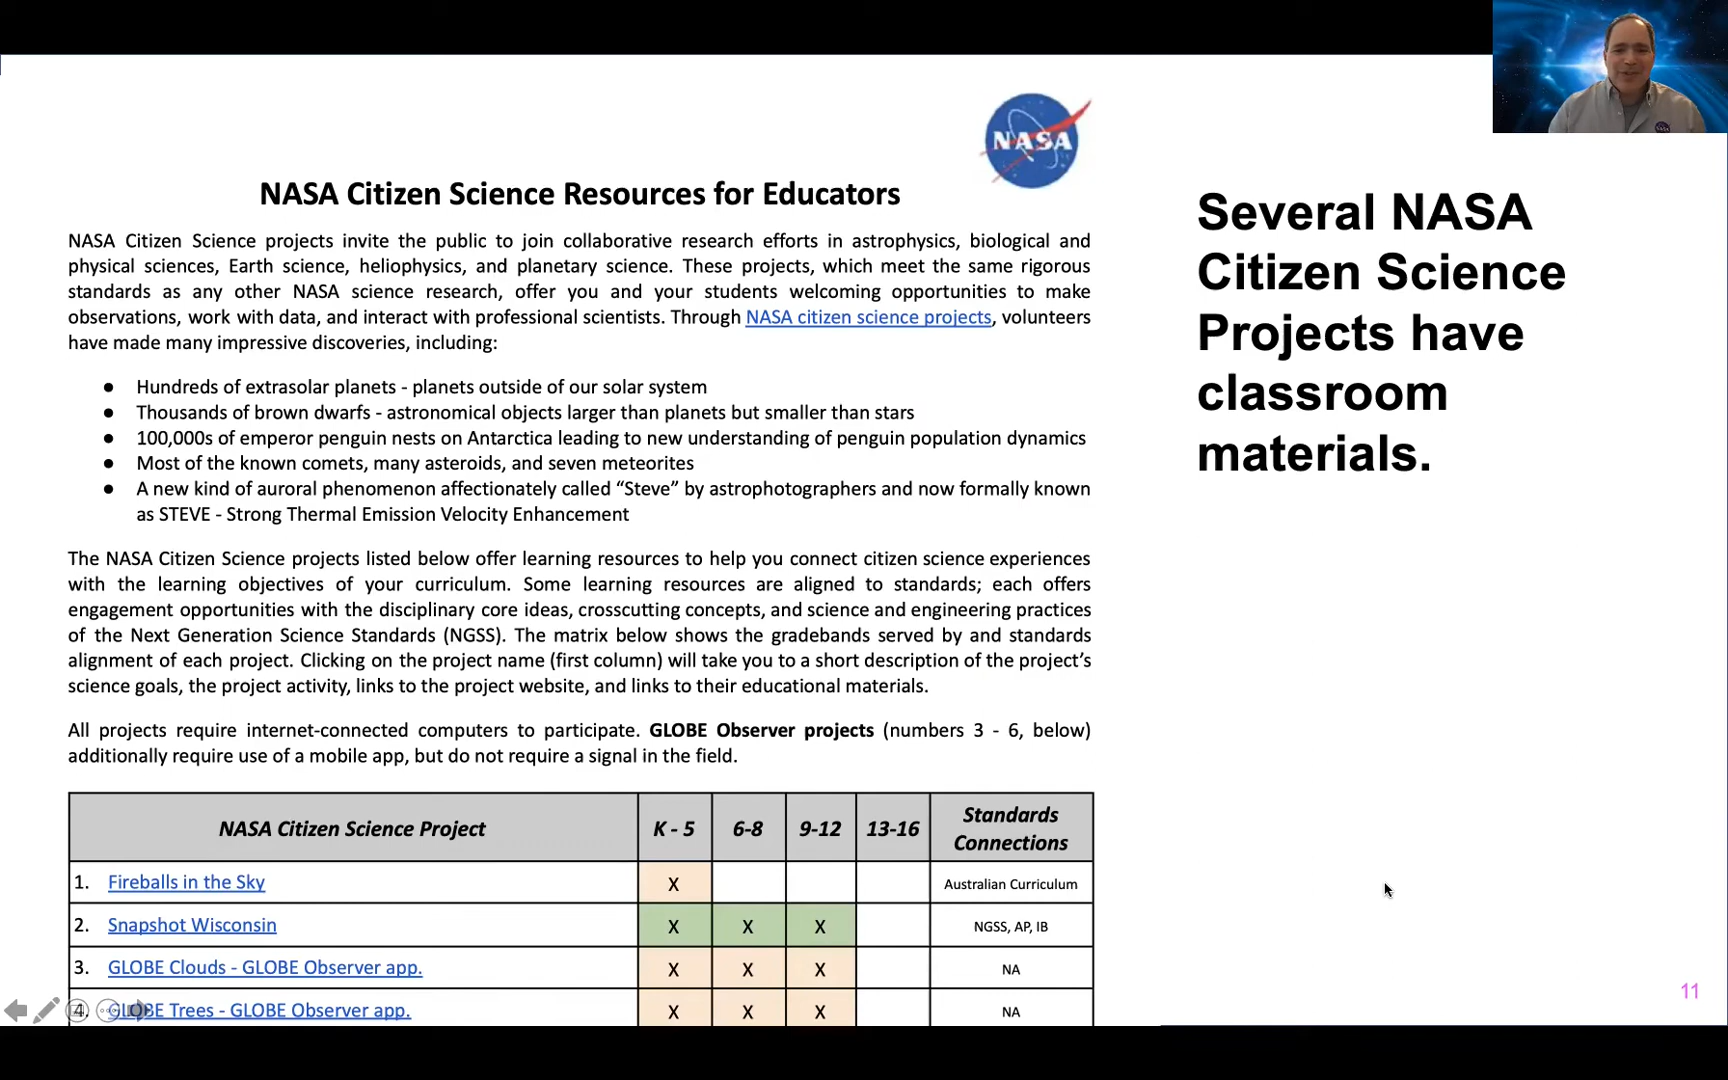 NASA
NASA Citizen Science Resources for Educators
NASA Citizen Science projects invite the public to join collaborative research efforts in astrophysics, biological and
physical sciences, Earth science, heliophysics, and planetary science. These projects, which meet the same rigorous
standards as any other NASA science research, offer you and your students welcoming opportunities to make
observations, work with data, and interact with professional scientists. Through NASA citizen science projects, volunteers
have made many impressive discoveries, including:
● Hundreds of extrasolar planets - planets outside of our solar system
● Thousands of brown dwarfs - astronomical objects larger than planets but smaller than stars
● 100,000s of emperor penguin nests on Antarctica leading to new understanding of penguin population dynamics
● Most of the known comets, many asteroids, and seven meteorites
● A new kind of auroral phenomenon affectionately called “Steve” by astrophotographers and now formally known
as STEVE - Strong Thermal Emission Velocity Enhancement
The NASA Citizen Science projects listed below offer learning resources to help you connect citizen science experiences
with the learning objectives of your curriculum. Some learning resources are aligned to standards; each offers
engagement opportunities with the disciplinary core ideas, crosscutting concepts, and science and engineering practices
of the Next Generation Science Standards (NGSS). The matrix below shows the gradebands served by and standards
alignment of each project. Clicking on the project name (first column) will take you to a short description of the project’s
science goals, the project activity, links to the project website, and links to their educational materials.
All projects require internet-connected computers to participate. GLOBE Observer projects (numbers 3 - 6, below)
additionally require use of a mobile app, but do not require a signal in the field.
NASA Citizen Science Project K - 5 6-8 9-12 13-16 Standards Connections
1. Fireballs in the Sky X Australian Curriculum
2. Snapshot Wisconsin X X X NGSS, AP, IB
3. GLOBE Clouds - GLOBE Observer app. X X X NA
4. GLOBE Trees - GLOBE Observer app. X X X NA
Several NASA
Citizen Science
Projects have
classroom
materials.
11